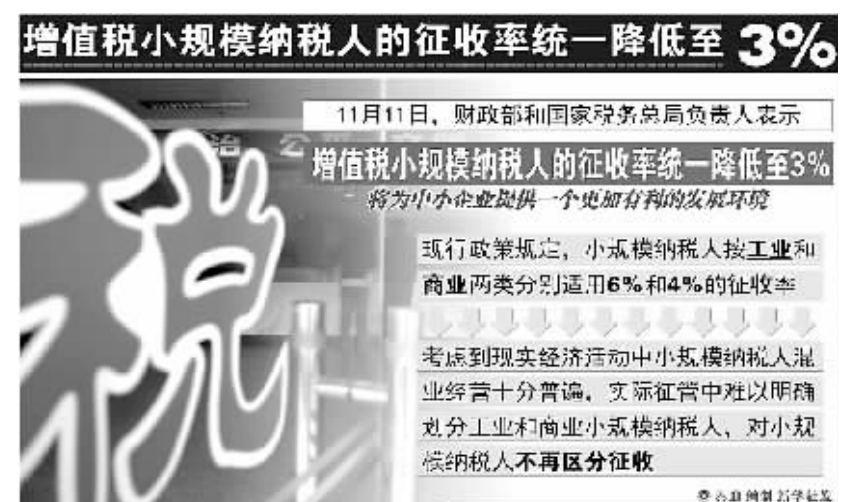 增值税小规模纳税人的征收率统一降低至 3%
11月11日，财政部和国家税务总局负责人表示
增值税小规模纳税人的征收率统一降低至3%
将为中小企业提供一个更加有利的发展环境
现行政策规定，小规模纳税人按工业和
商业两类分别适用6%和4%的征收率
考虑到现实经济活动中小规模纳税人混
业经营十分普遍，实际征管中难以明确
划分工业和商业小规模纳税人，对小规
模纳税人不再区分征收
税
治 公
编制 新华社发